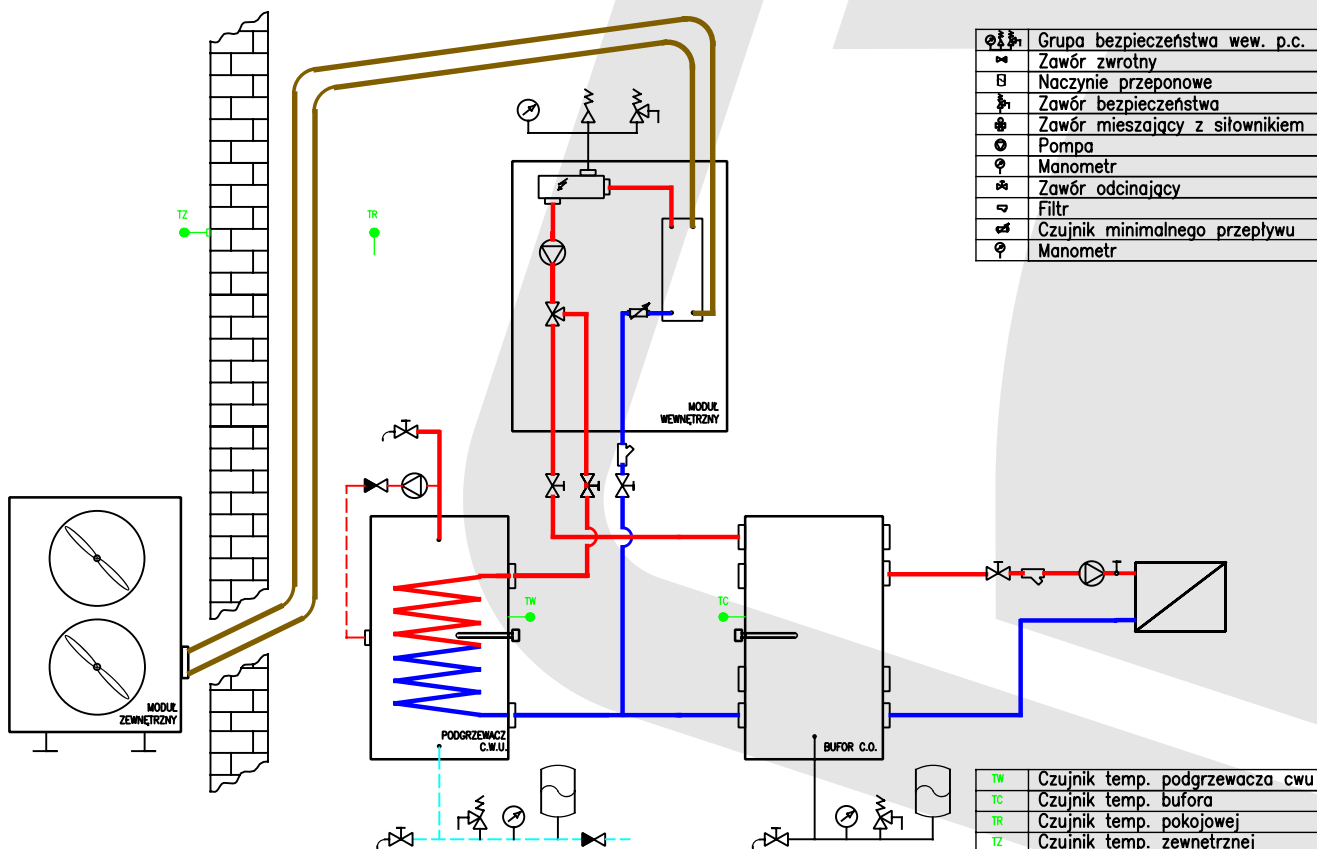 Grupa bezpieczeństwa wew. p.c.
Zawór zwrotny
Naczynie przeponowe
Zawór bezpieczeństwa
Zawór mieszający z siłownikiem
Pompa
Manometr
Zawór odcinający
Filtr
Czujnik minimalnego przepływu
Manometr
TZ
TR
MODUŁ
WEWNĘTRZNY
MODUŁ
ZEWNĘTRZNY
TW
TC
PODGRZEWACZ
C.W.U.
BUFOR C.O.
TW Czujnik temp. podgrzewacza cwu
TC Czujnik temp. bufora
TR Czujnik temp. pokojowej
TZ Czujnik temp. zewnetrznej